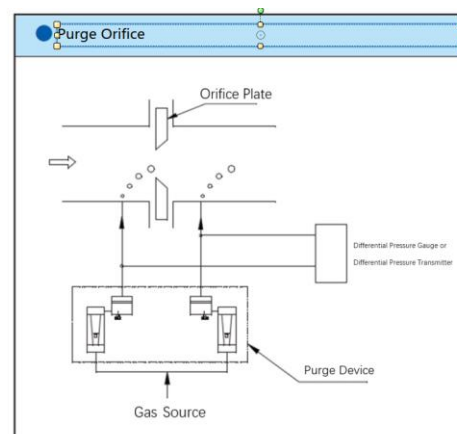 Purge Orifice
Orifice Plate
Differential Pressure Gauge or
Differential Pressure Transmitter
Purge Device
Gas Source